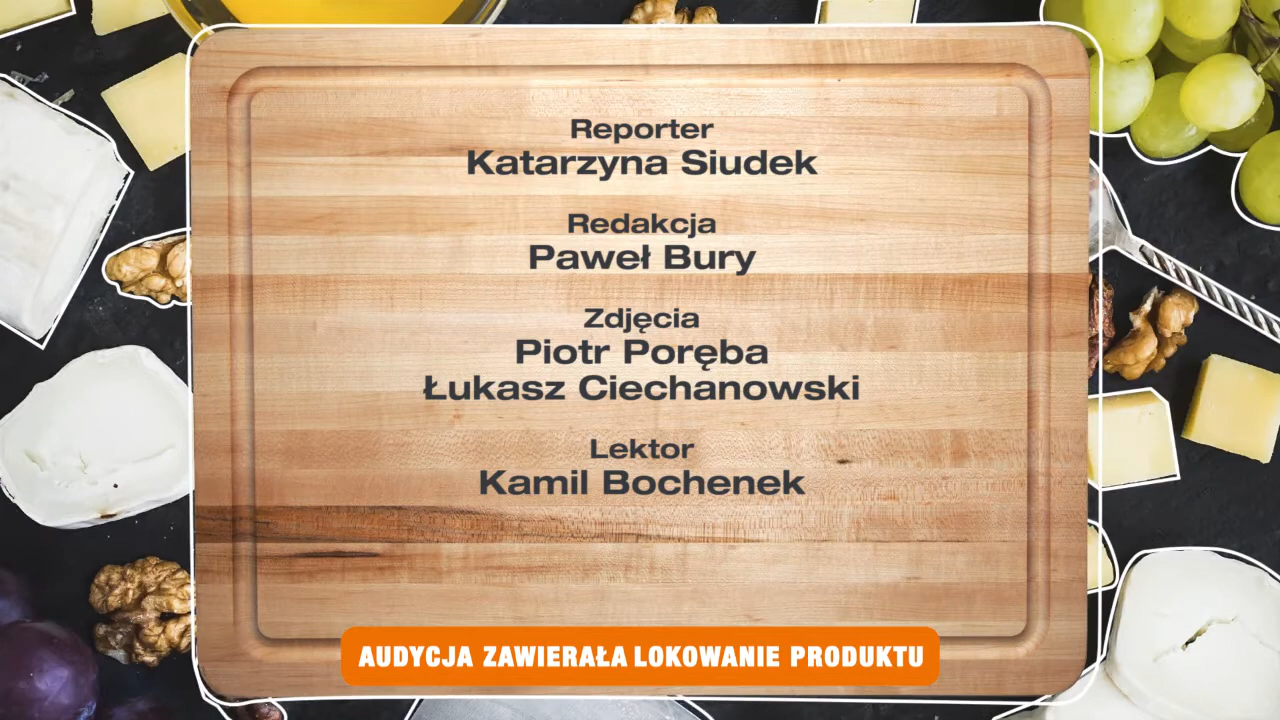 Reporter
Katarzyna Siudek
Redakcja
Paweł Bury
Zdjęcia
Piotr Poręba
Łukasz Ciechanowski
Lektor
Kamil Bochenek
AUDYCJA ZAWIERAŁA LOKOWANIE PRODUKTU